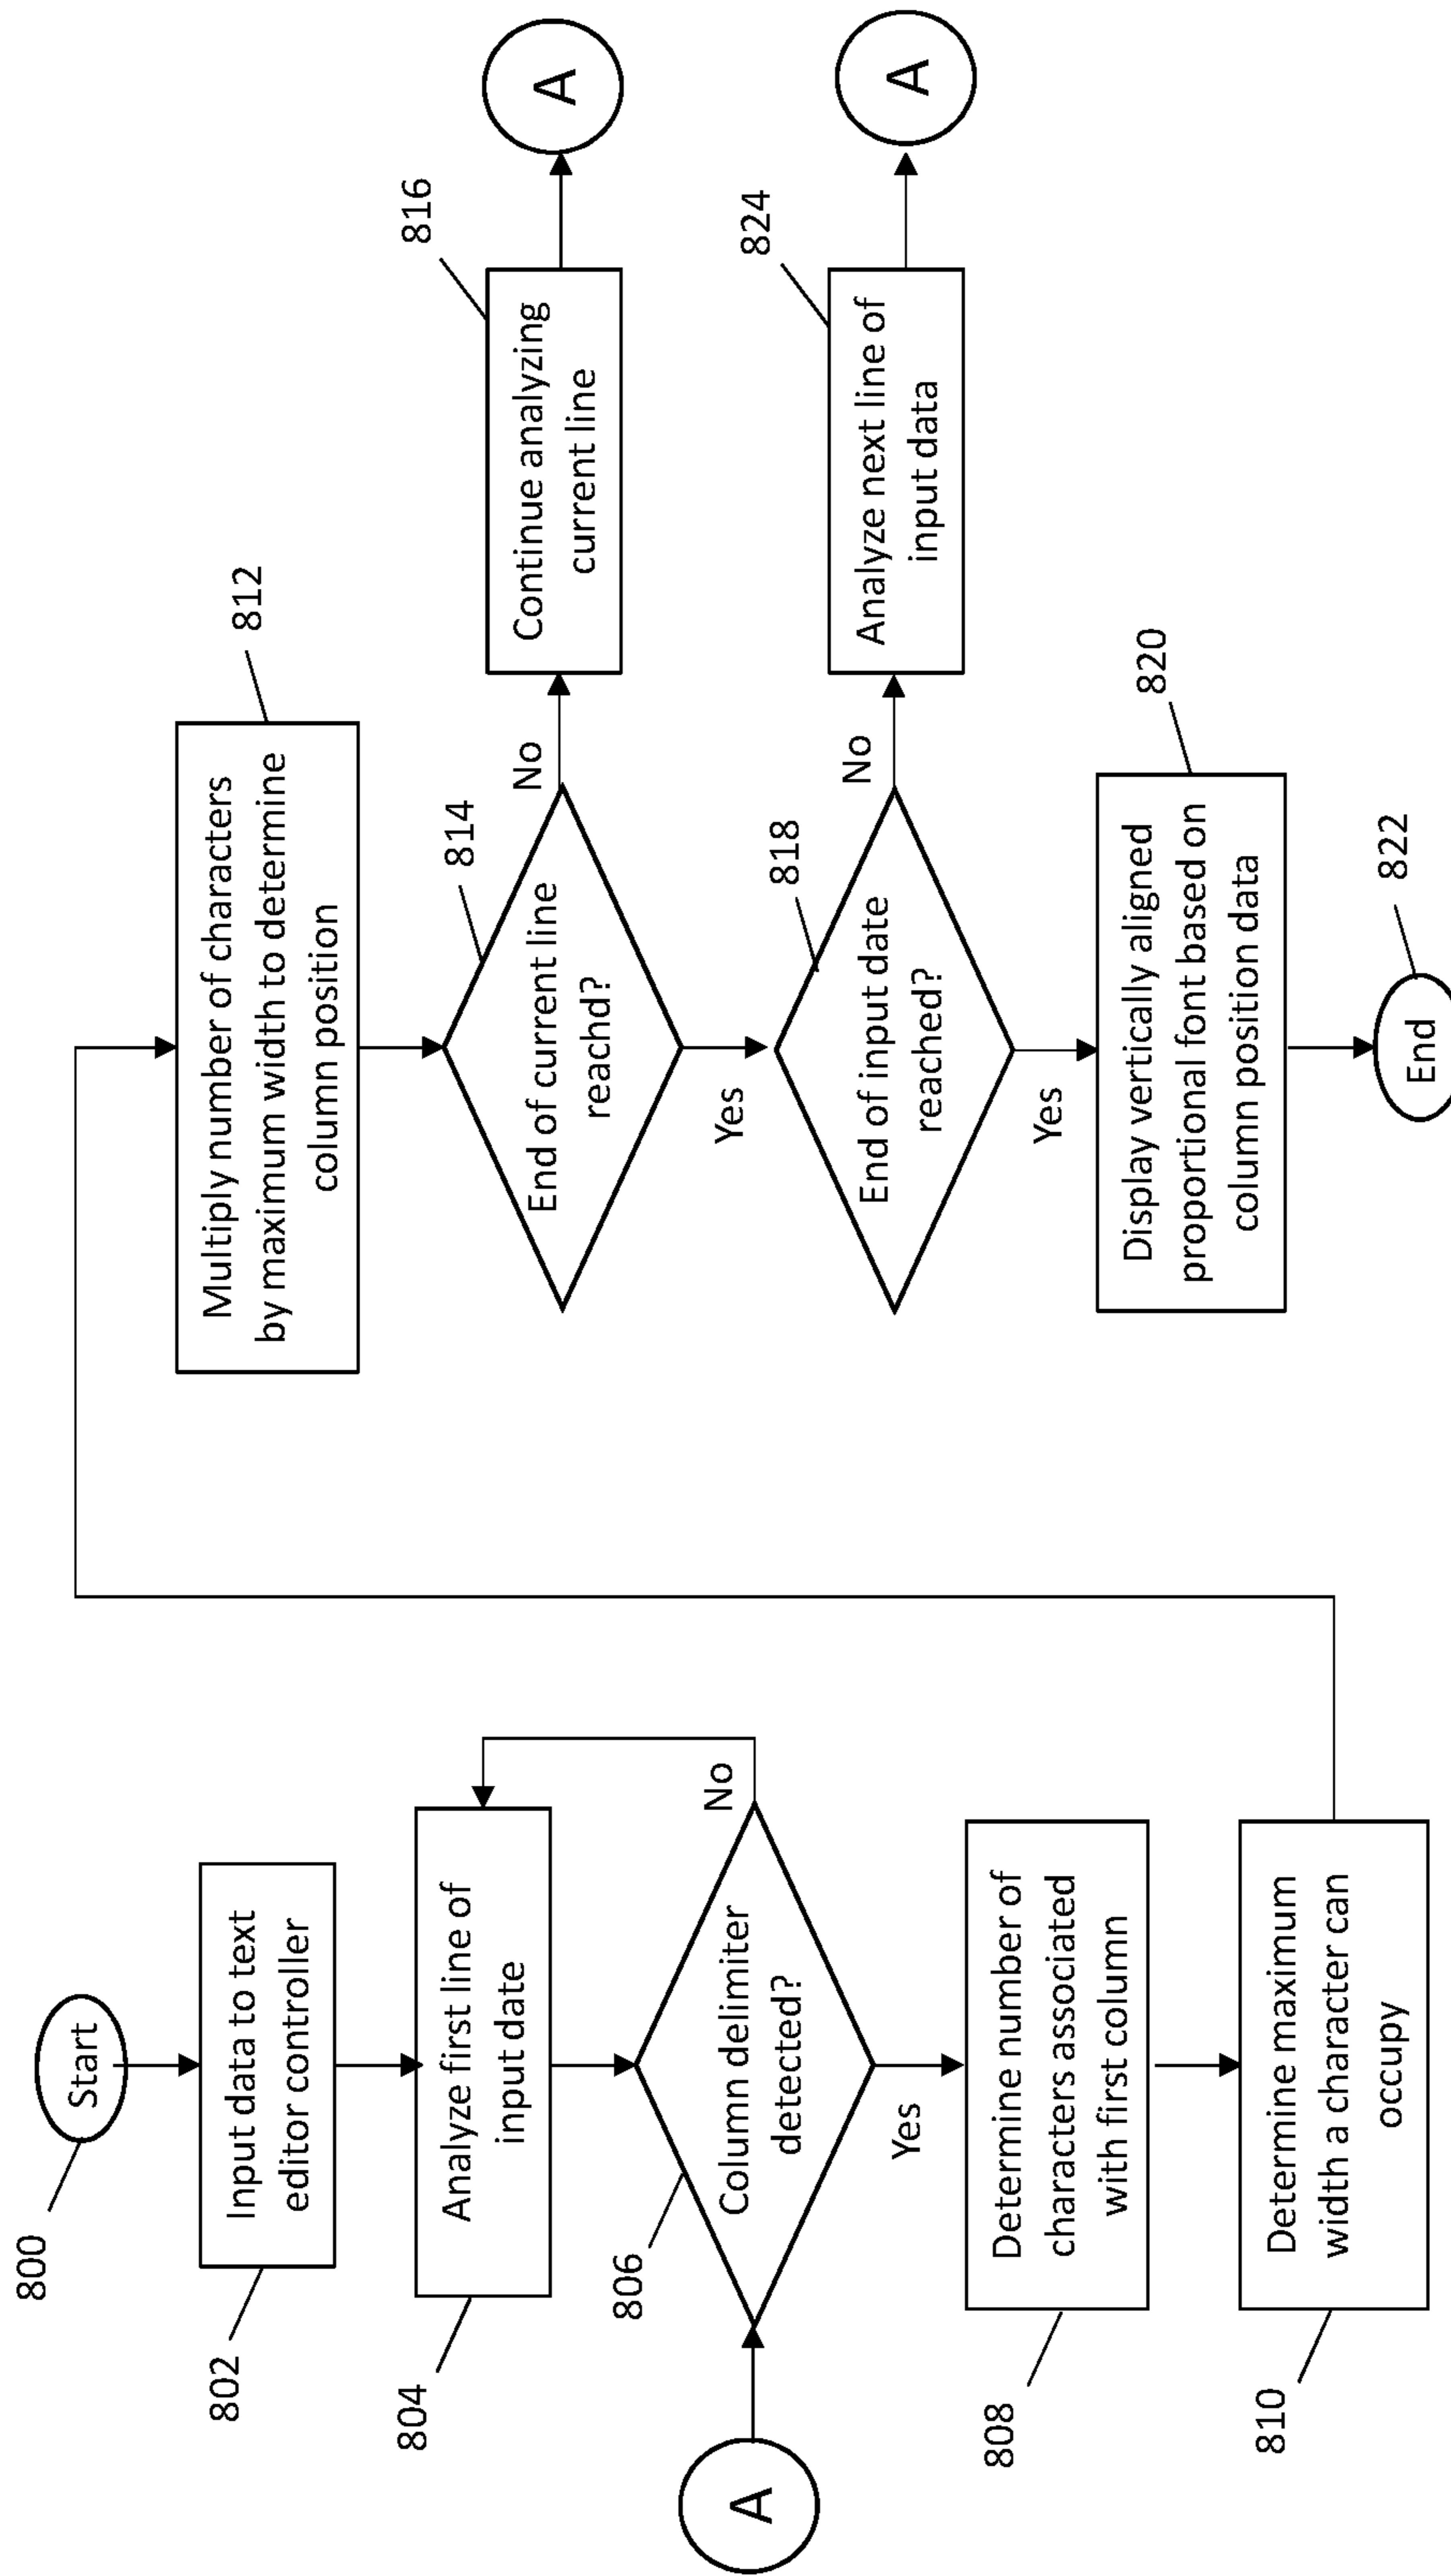 800
Start
802
Input data to text
editor controller
804
Analyze first line of
input date
A
806
Column delimiter
detected?
No
Yes
808
Determine number of
characters associated
with first column
810
Determine maximum
width a character can
occupy
812
Multiply number of characters
by maximum width to determine
column position
814
End of current line
reachd?
No
816
Continue analyzing
current line
A
Yes
818
End of input date
reached?
No
824
Analyze next line of
input data
A
Yes
820
Display vertically aligned
proportional font based on
column position data
822
End